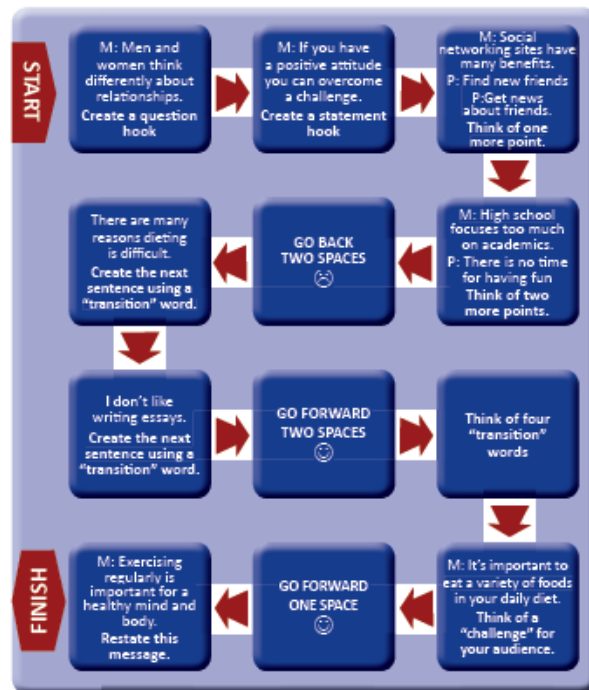 START
M: Men and
women think
differently about
relationships.
Create a question
hook
M: If you have
a positive attitude
you can overcome
a challenge.
Create a statement
hook
M: Social
networking sites have
many benefits.
P: Find new friends
P:Get news
about friends.
Think of one
more point.
M: High school
focuses too much
on academics.
P: There is no time
for having fun
Think of two
more points.
GO BACK
TWO SPACES
☹
There are many
reasons dieting
is difficult.
Create the next
sentence using a
“transition” word.
I don’t like
writing essays.
Create the next
sentence using a
“transition” word.
GO FORWARD
TWO SPACES
☺
Think of four
“transition”
words
M: It’s important to
eat a variety of foods
in your daily diet.
Think of a
“challenge” for
your audience.
GO FORWARD
ONE SPACE
☺
M: Exercising
regularly is
important for a
healthy mind and
body.
Restate this
message.
FINISH